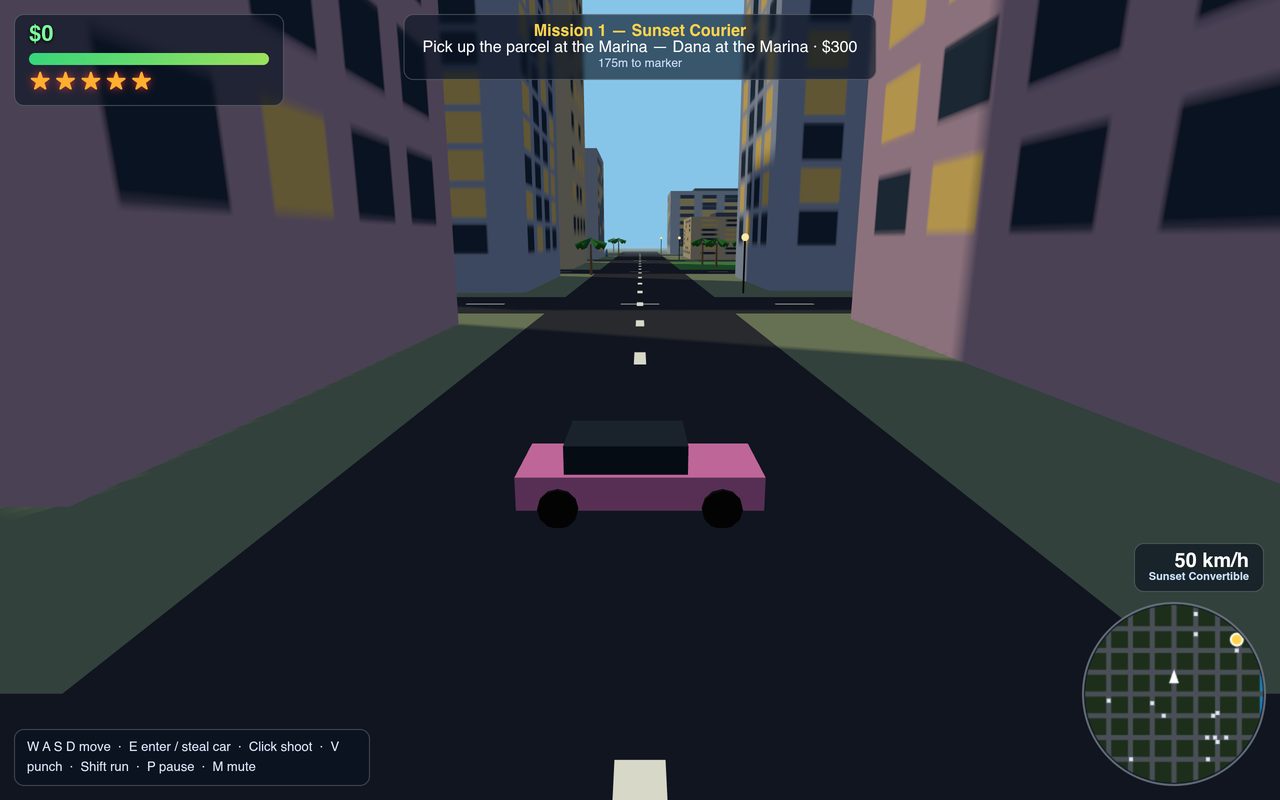 $0
Mission 1 — Sunset Courier
Pick up the parcel at the Marina — Dana at the Marina · $300
175m to marker
50 km/h
Sunset Convertible
W A S D move · E enter / steal car · Click shoot · V
punch · Shift run · P pause · M mute